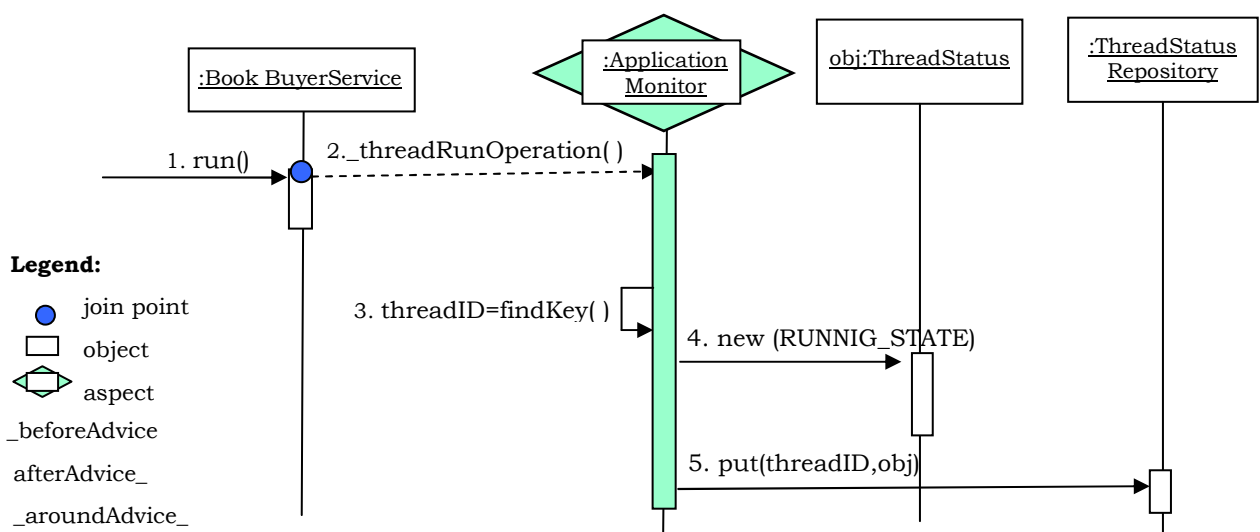 :Book BuyerService
:Application
Monitor
obj:ThreadStatus
:ThreadStatus
Repository
1. run()
2._threadRunOperation( )
Legend:
join point
object
aspect
_beforeAdvice
afterAdvice_
_aroundAdvice_
3. threadID=findKey( )
4. new (RUNNIG_STATE)
5. put(threadID,obj)